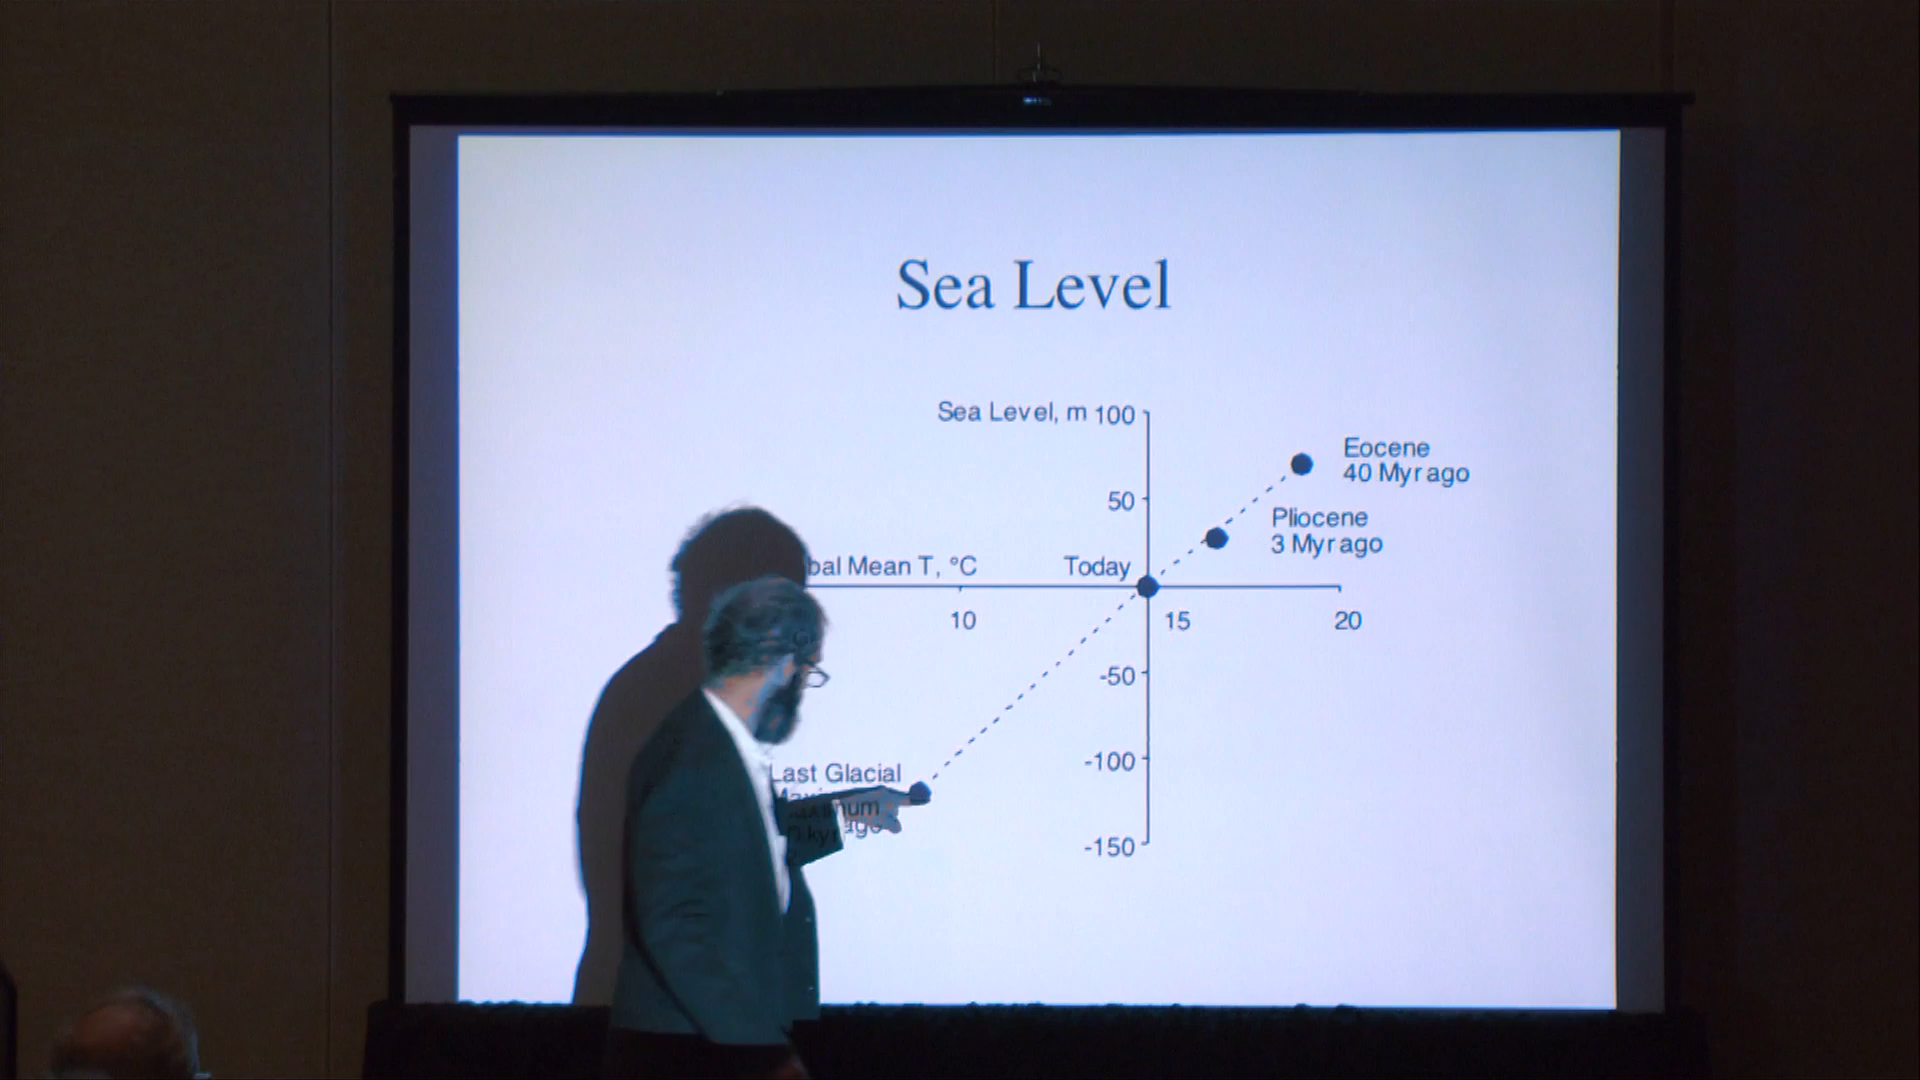 Sea Level
Sea Level, m 100
Eocene
40 Myr ago
50
Pliocene
3 Myr ago
bal Mean T, °C
Today
10
15
20
-50
-100
Last Glacial
ago
-150